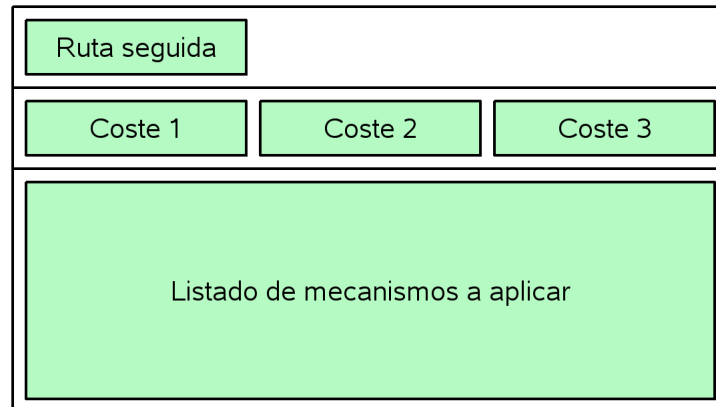 Ruta seguida
Coste 1
Coste 2
Coste 3
Listado de mecanismos a aplicar